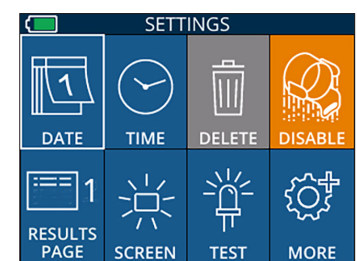 SETTINGS
1
DATE
TIME
DELETE
DISABLE
1
RESULTS
PAGE
SCREEN
TEST
MORE